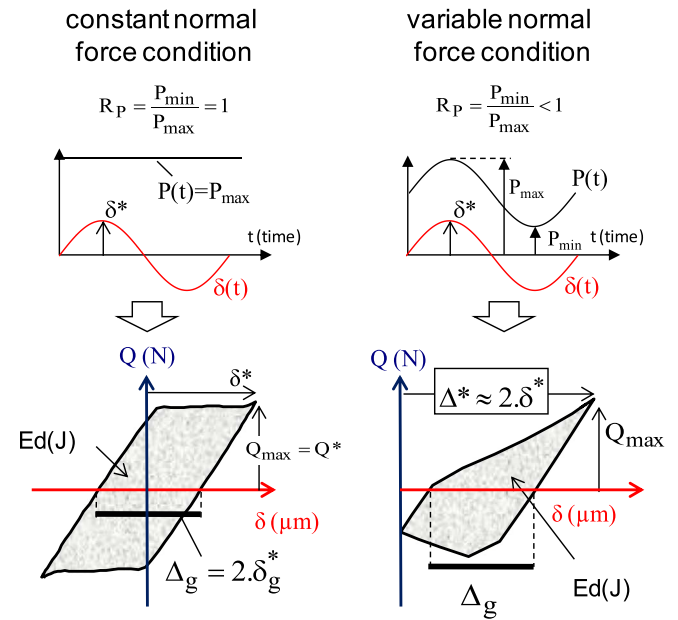 constant normal
force condition
R_P = P_min/P_max = 1
P(t)=P_max
δ*
t (time)
δ(t)
Q (N)
δ*
Ed(J)
Q_max = Q*
δ (µm)
Δ_g = 2.δ_g^*
variable normal
force condition
R_P = P_min/P_max < 1
P(t)
P_max
δ*
t (time)
P_min
δ(t)
Q (N)
Δ* ≈ 2.δ*
Q_max
δ (µm)
Ed(J)
Δ_g